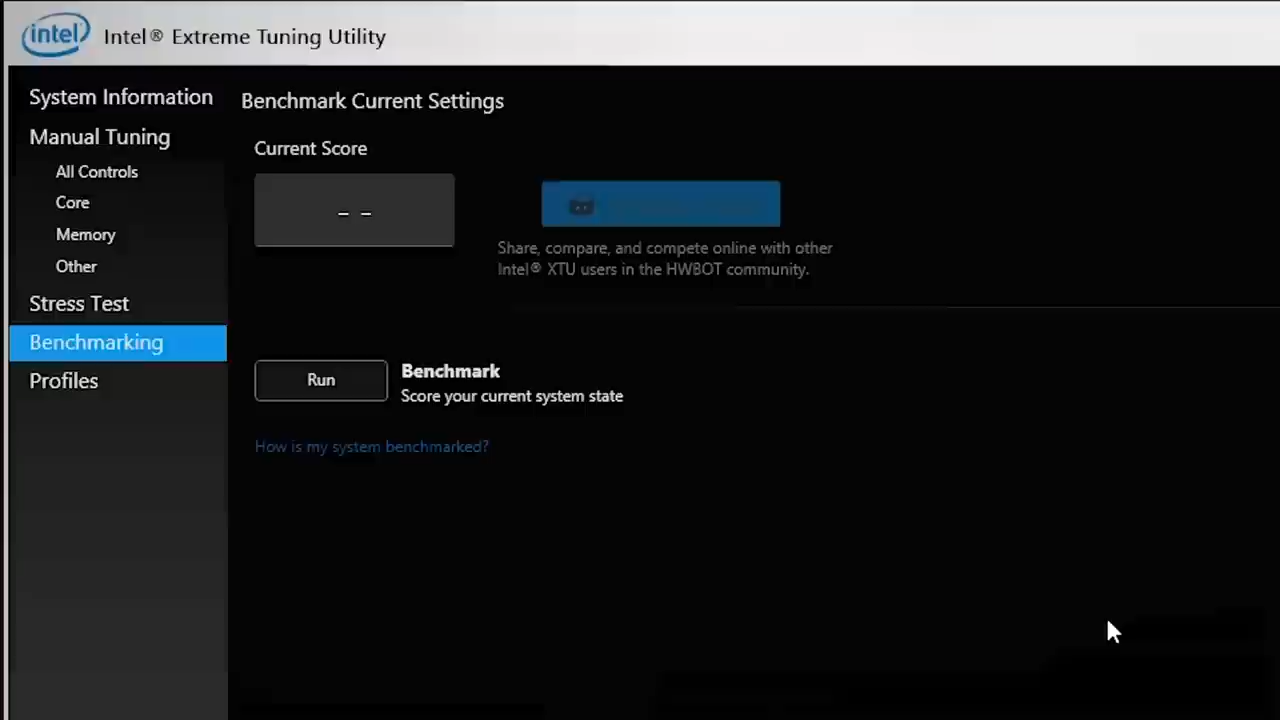 intel
Intel® Extreme Tuning Utility
System Information
Manual Tuning
All Controls
Core
Memory
Other
Stress Test
Benchmarking
Profiles
Benchmark Current Settings
Current Score
– –
Share, compare, and compete online with other
Intel® XTU users in the HWBOT community.
Run
Benchmark
Score your current system state
How is my system benchmarked?